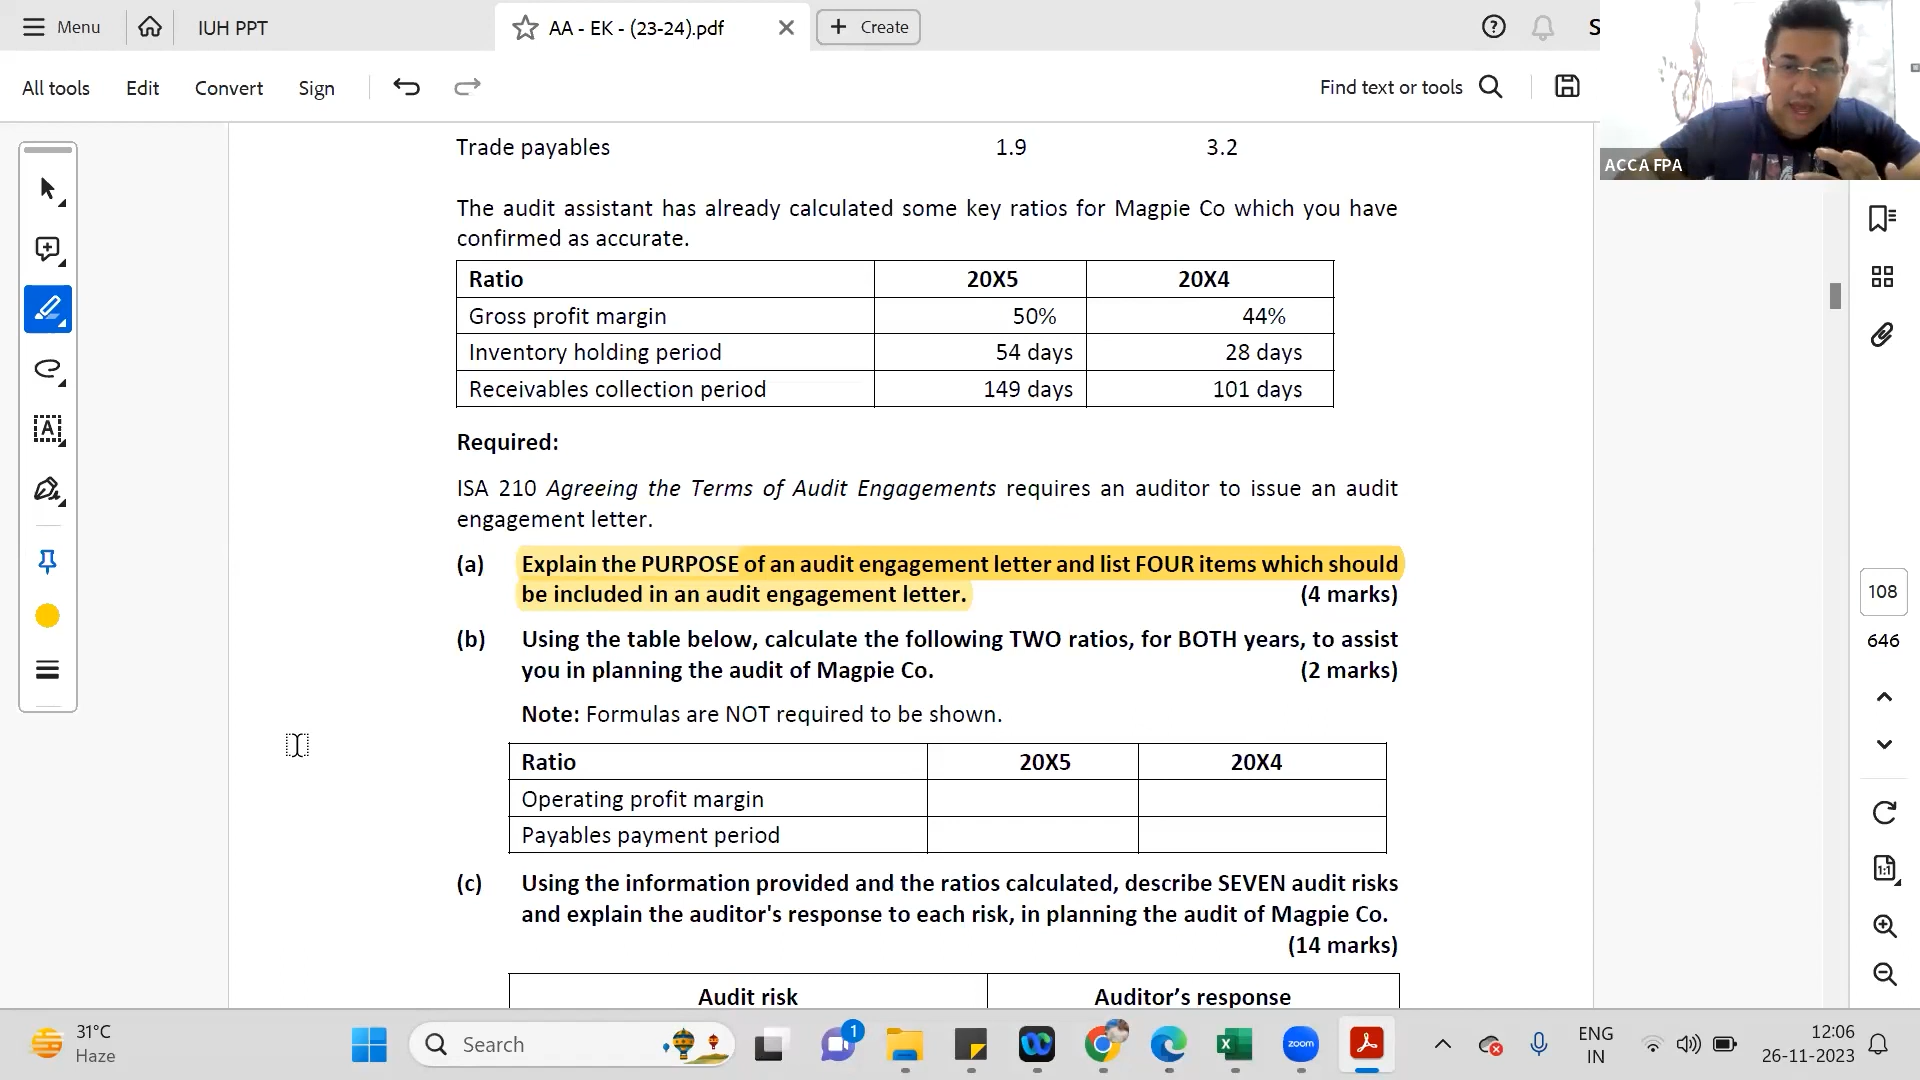 Menu
IUH PPT
AA - EK - (23-24).pdf
Create
S
All tools
Edit
Convert
Sign
Find text or tools
ACCA FPA
Trade payables 1.9 3.2
The audit assistant has already calculated some key ratios for Magpie Co which you have
confirmed as accurate.
Ratio 20X5 20X4
Gross profit margin 50% 44%
Inventory holding period 54 days 28 days
Receivables collection period 149 days 101 days
Required:
ISA 210 Agreeing the Terms of Audit Engagements requires an auditor to issue an audit
engagement letter.
(a) Explain the PURPOSE of an audit engagement letter and list FOUR items which should
be included in an audit engagement letter. (4 marks)
(b) Using the table below, calculate the following TWO ratios, for BOTH years, to assist
you in planning the audit of Magpie Co. (2 marks)
Note: Formulas are NOT required to be shown.
Ratio 20X5 20X4
Operating profit margin
Payables payment period
(c) Using the information provided and the ratios calculated, describe SEVEN audit risks
and explain the auditor's response to each risk, in planning the audit of Magpie Co.
(14 marks)
Audit risk Auditor’s response
108
646
1:1
31°C
Haze
Search
1
zoom
ENG
IN
12:06
26-11-2023